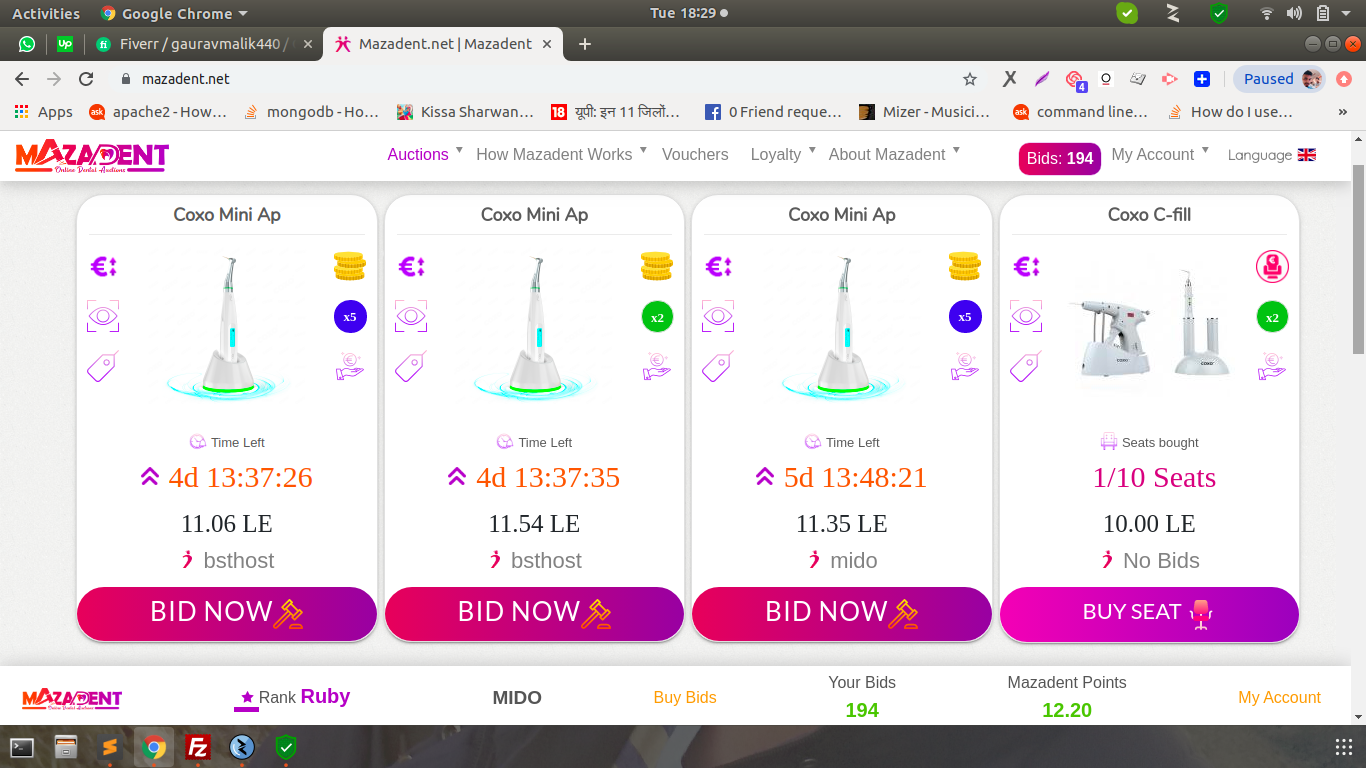 Activities Google Chrome Tue 18:29
Fiverr / gauravmalik440 / Mazadent.net | Mazadent
mazadent.net Paused
4
Apps apache2 - How… mongodb - Ho… Kissa Sharwan… यूपी: इन 11 जिलों… 0 Friend reque… Mizer - Musici… command line… How do I use… »
MAZADENT Auctions How Mazadent Works Vouchers Loyalty About Mazadent Bids: 194 My Account Language
Online Dental Auctions
Coxo Mini Ap Coxo Mini Ap Coxo Mini Ap Coxo C-fill
x5 x2 x5 x2
COXO COXO
Time Left Time Left Time Left Seats bought
4d 13:37:26 4d 13:37:35 5d 13:48:21 1/10 Seats
11.06 LE 11.54 LE 11.35 LE 10.00 LE
bsthost bsthost mido No Bids
BID NOW BID NOW BID NOW BUY SEAT
MAZADENT Rank Ruby MIDO Buy Bids Your Bids 194 Mazadent Points 12.20 My Account